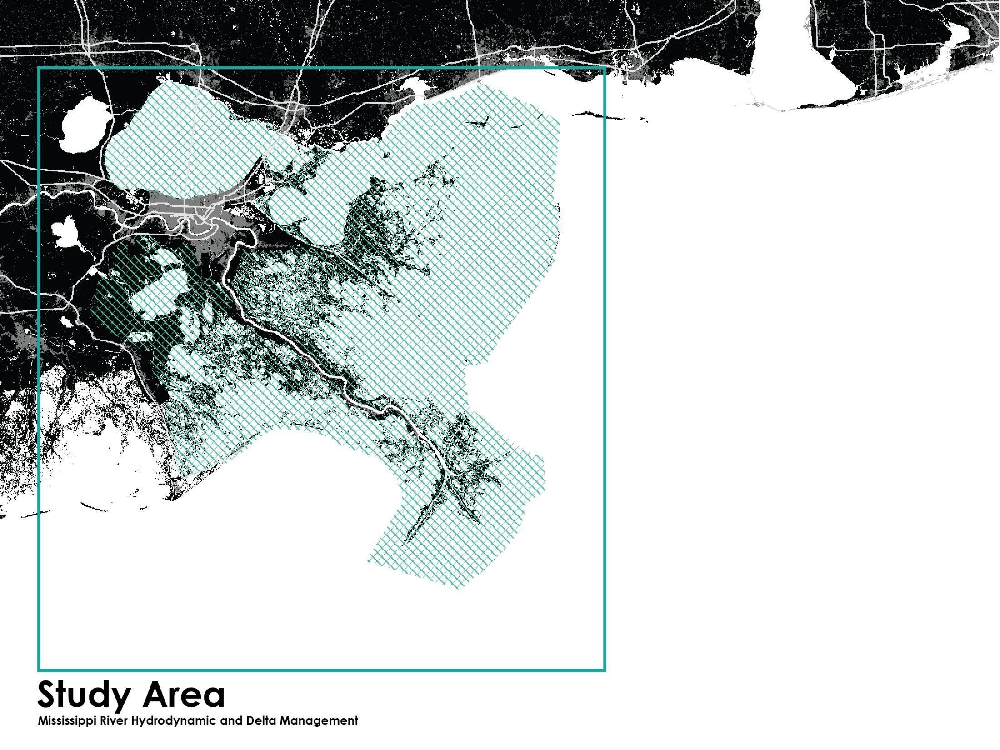 Study Area
Mississippi River Hydrodynamic and Delta Management